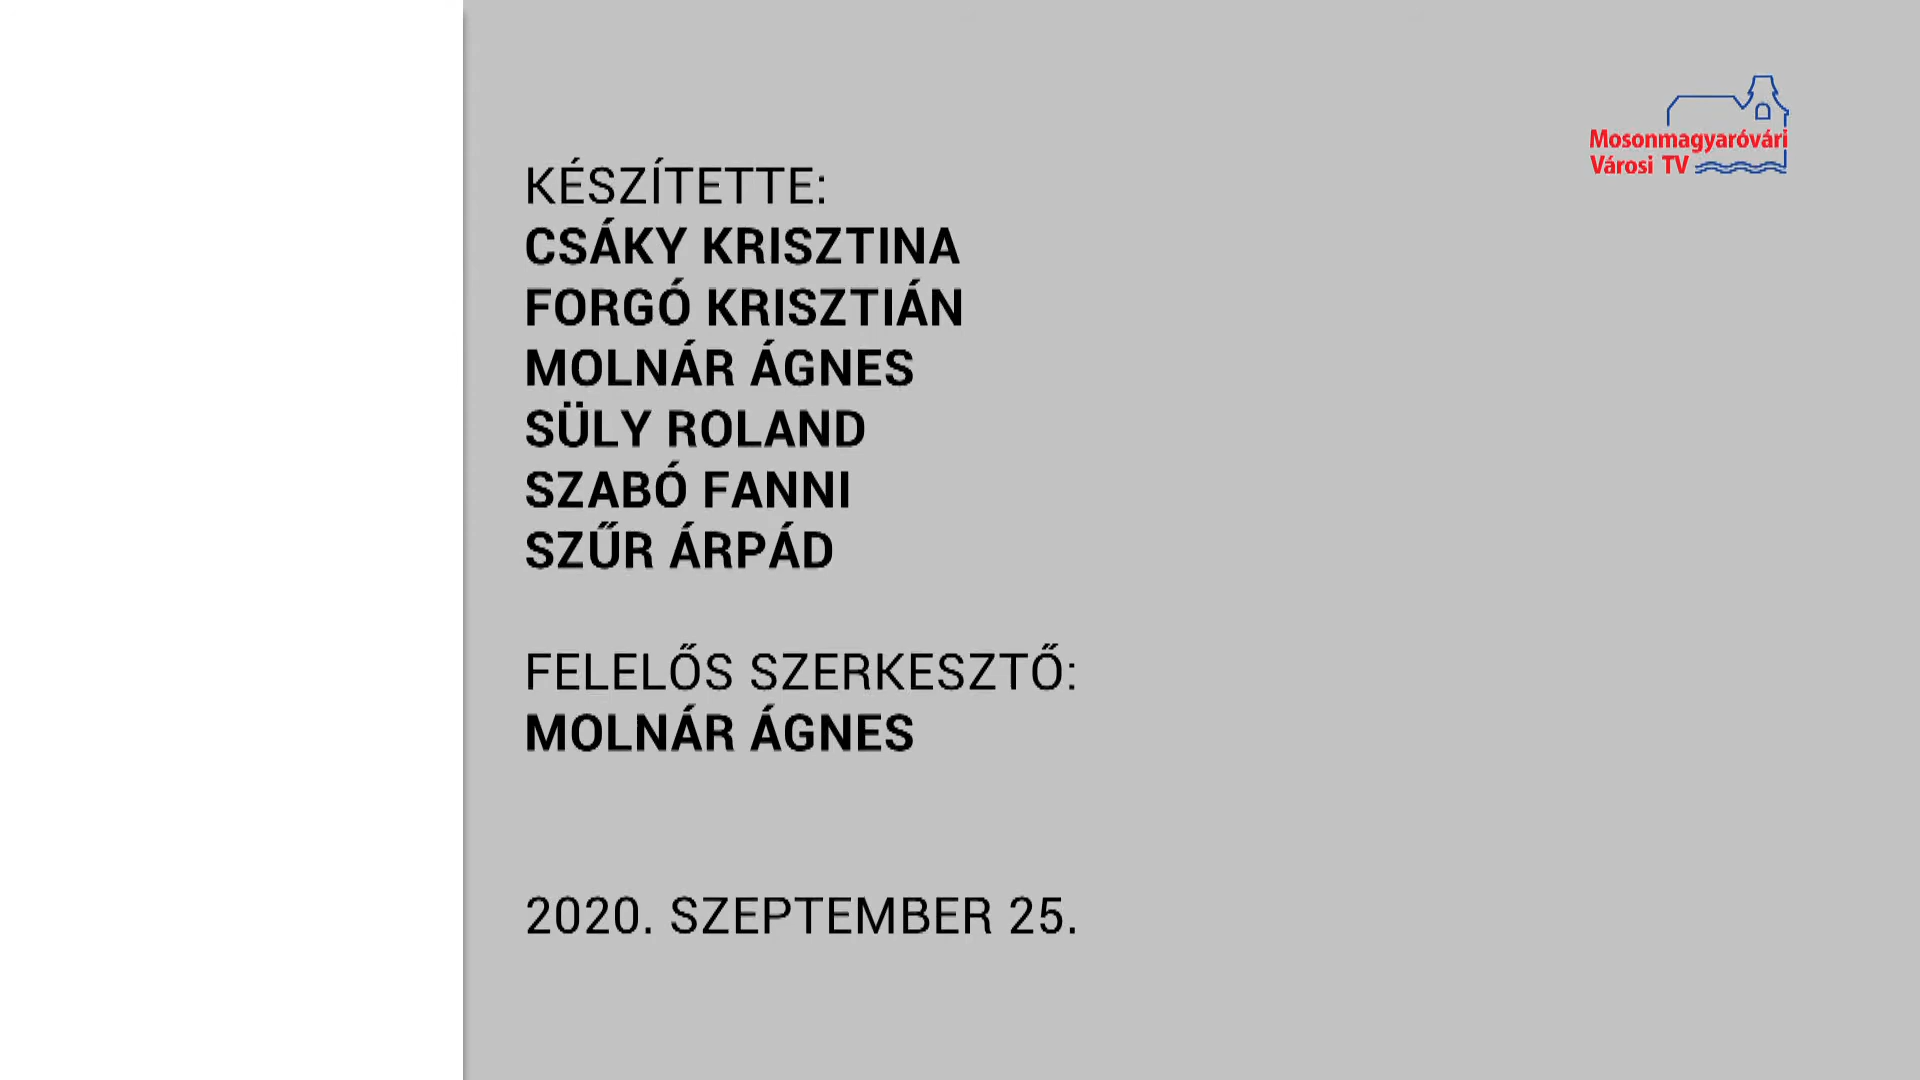 Mosonmagyaróvári
Városi TV
KÉSZÍTETTE:
CSÁKY KRISZTINA
FORGÓ KRISZTIÁN
MOLNÁR ÁGNES
SÜLY ROLAND
SZABÓ FANNI
SZŰR ÁRPÁD
FELELŐS SZERKESZTŐ:
MOLNÁR ÁGNES
2020. SZEPTEMBER 25.